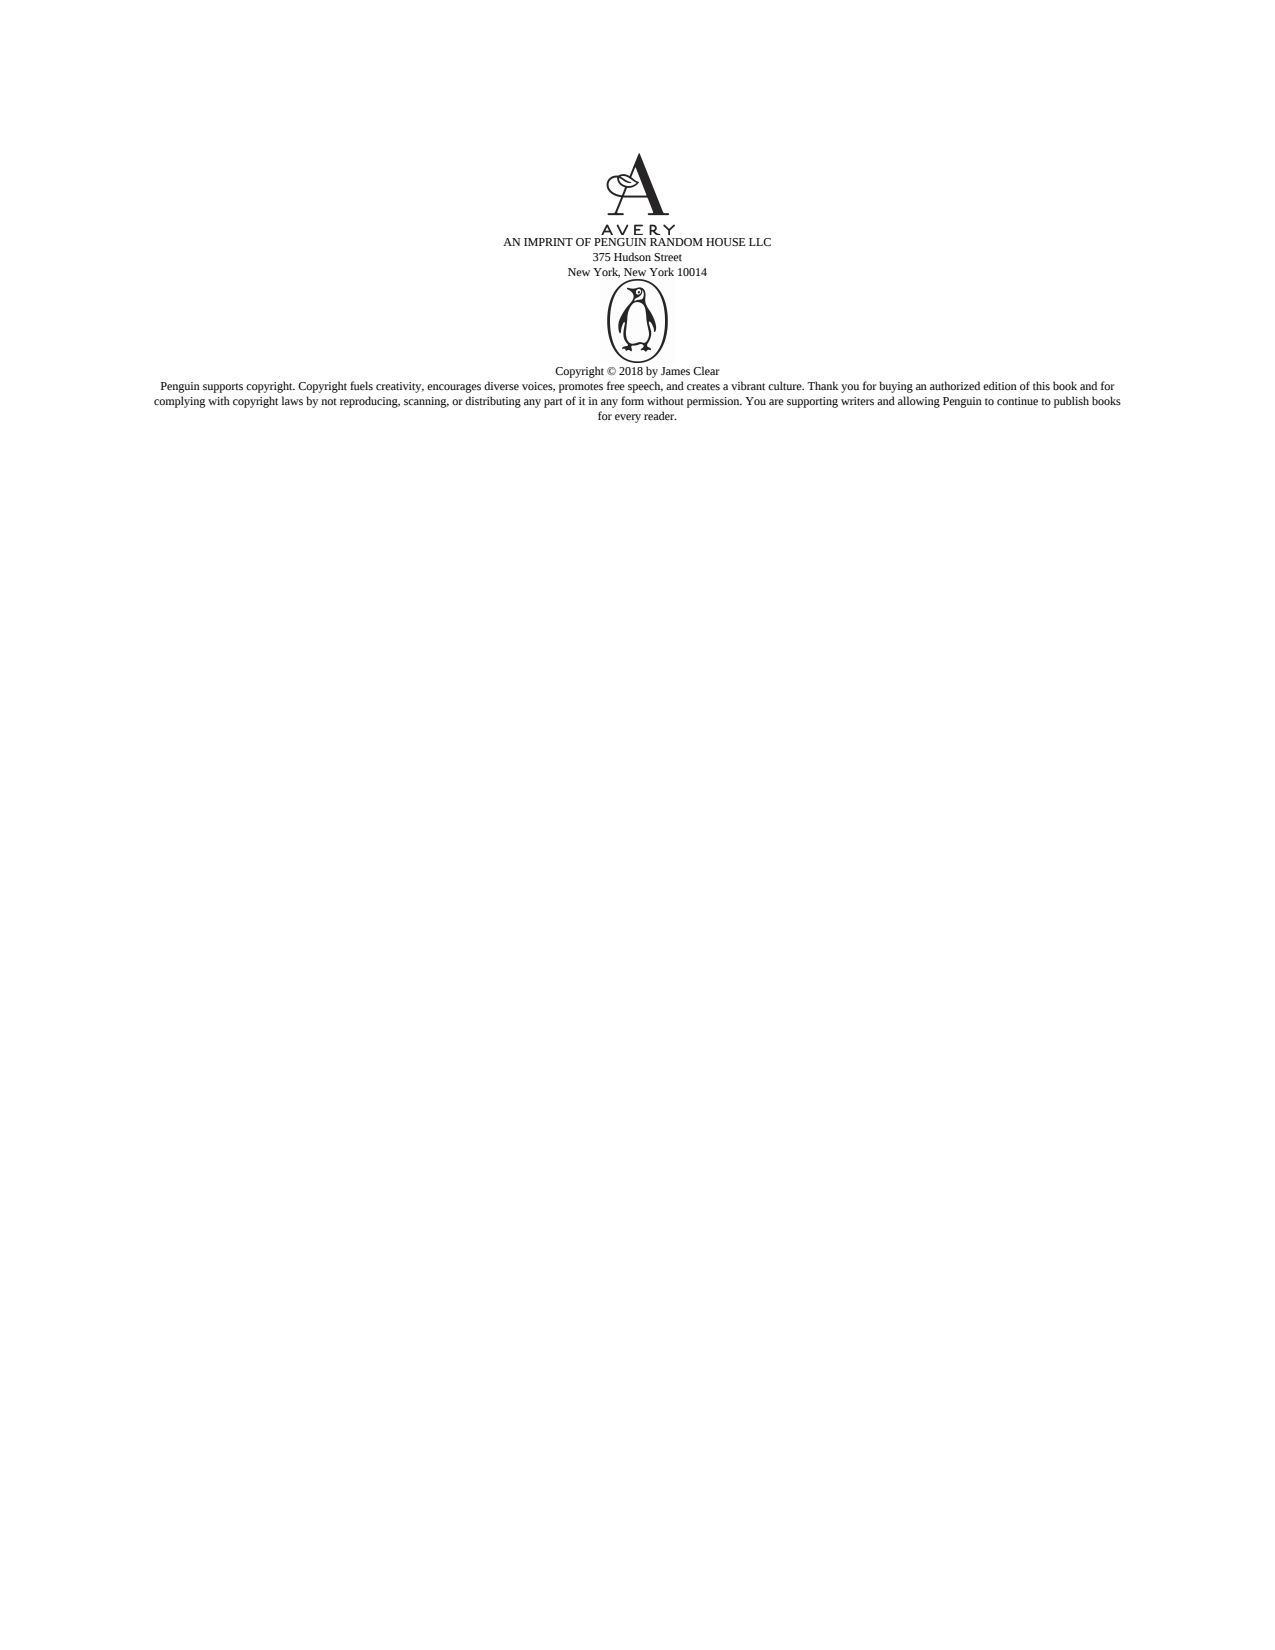 AVERY
AN IMPRINT OF PENGUIN RANDOM HOUSE LLC
375 Hudson Street
New York, New York 10014
Copyright © 2018 by James Clear
Penguin supports copyright. Copyright fuels creativity, encourages diverse voices, promotes free speech, and creates a vibrant culture. Thank you for buying an authorized edition of this book and for
complying with copyright laws by not reproducing, scanning, or distributing any part of it in any form without permission. You are supporting writers and allowing Penguin to continue to publish books
for every reader.